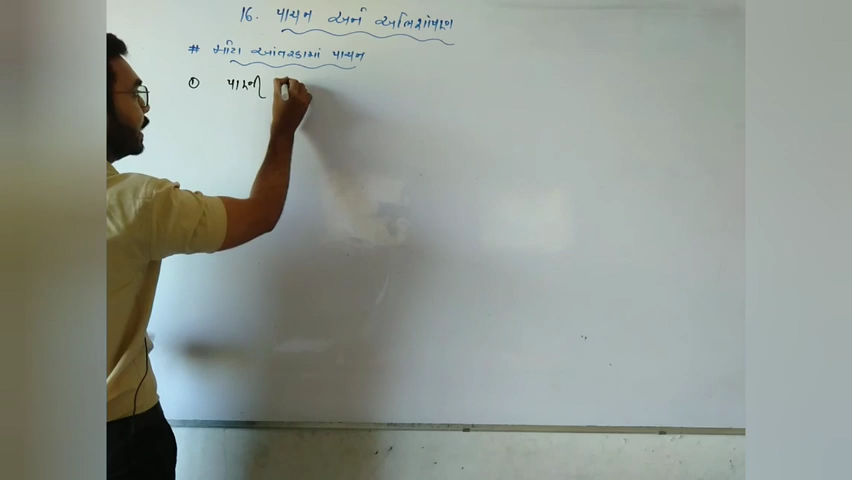 16. પાચન અને અભિશોષણ
# મોટા આંતરડામાં પાચન
① પાણી